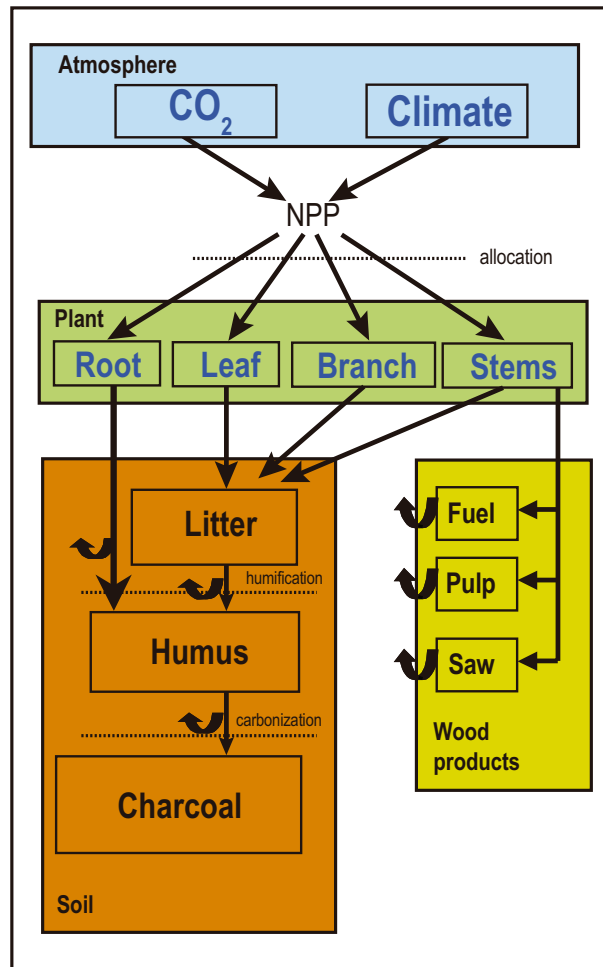 Atmosphere
CO2
Climate
NPP
allocation
Plant
Root
Leaf
Branch
Stems
Litter
humification
Humus
carbonization
Charcoal
Soil
Fuel
Pulp
Saw
Wood
products